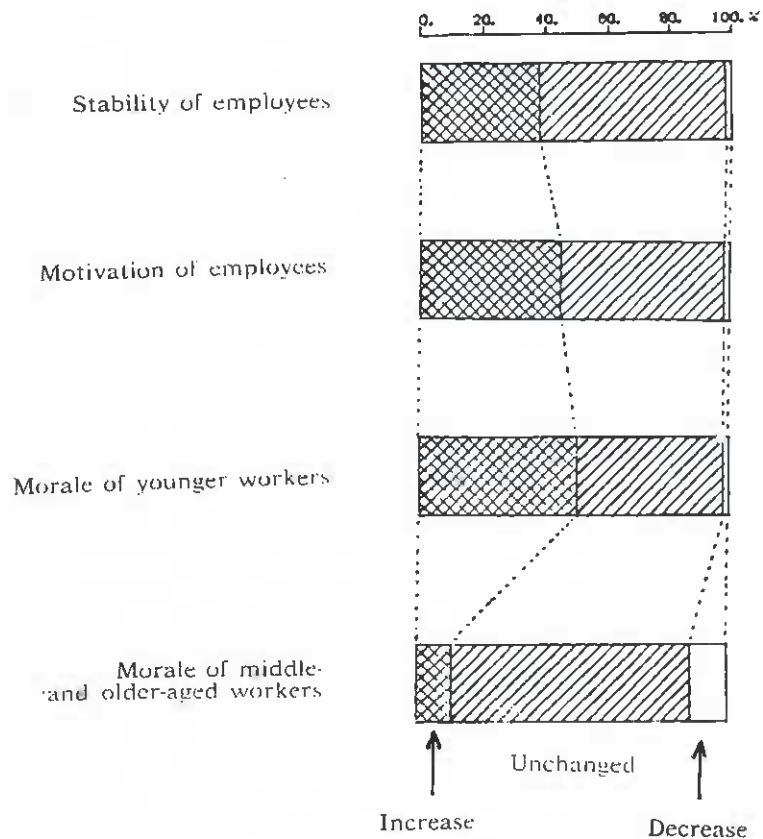 0. 20. 40. 60. 80. 100. %
Stability of employees
Motivation of employees
Morale of younger workers
Morale of middle-
and older-aged workers
Unchanged
Increase Decrease